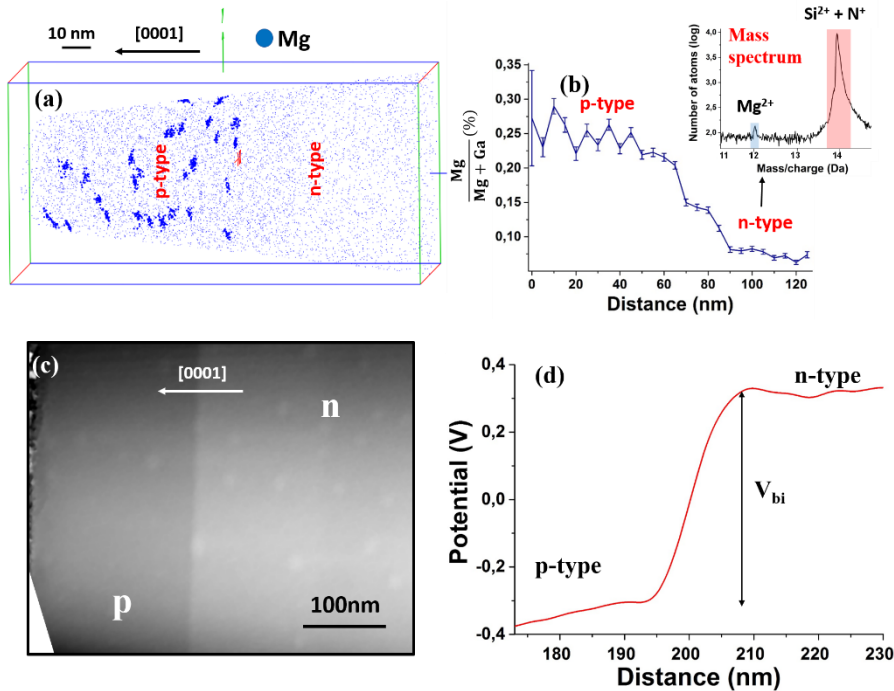 10 nm
[0001]
Mg
(a)
p-type
n-type
(b)
p-type
Mg
Mg + Ga
(%)
0,35
0,30
0,25
0,20
0,15
0,10
0 20 40 60 80 100 120
Distance (nm)
Si²⁺ + N⁺
Mass
spectrum
Mg²⁺
Number of atoms (log)
4,0
3,5
3,0
2,5
2,0
11 12 13 14
Mass/charge (Da)
n-type
(c)
[0001]
n
p
100nm
(d)
n-type
p-type
Vbi
Potential (V)
0,4
0,2
0,0
-0,2
-0,4
180 190 200 210 220 230
Distance (nm)